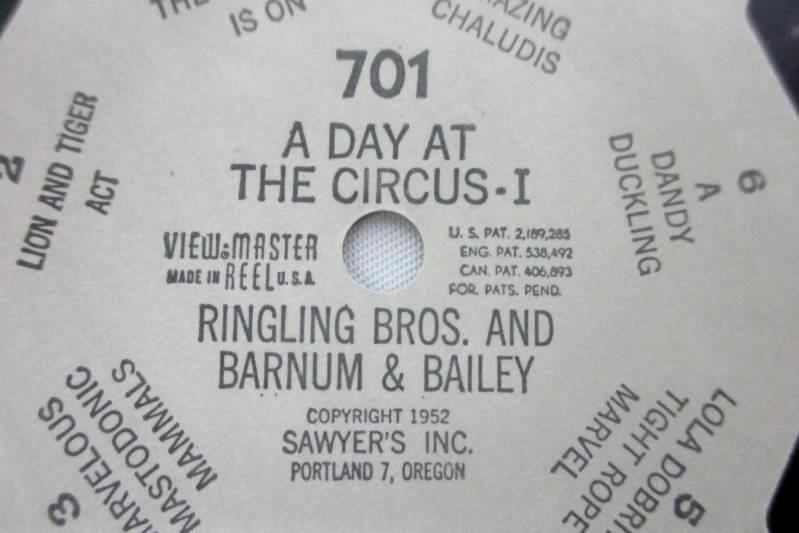 701
A DAY AT
THE CIRCUS-I
VIEW-MASTER
MADE IN REEL U.S.A.
U. S. PAT. 2,189,285
ENG. PAT. 538,492
CAN. PAT. 406,893
FOR. PATS. PEND.
RINGLING BROS. AND
BARNUM & BAILEY
COPYRIGHT 1952
SAWYER'S INC.
PORTLAND 7, OREGON
THE
IS ON
2
LION AND TIGER
ACT
3
MARVELOUS
MASTODONIC
MAMMALS
5
LOLA
TIGHT ROPE
MARVEL
6
A
DANDY
DUCKLING
CHALUDIS